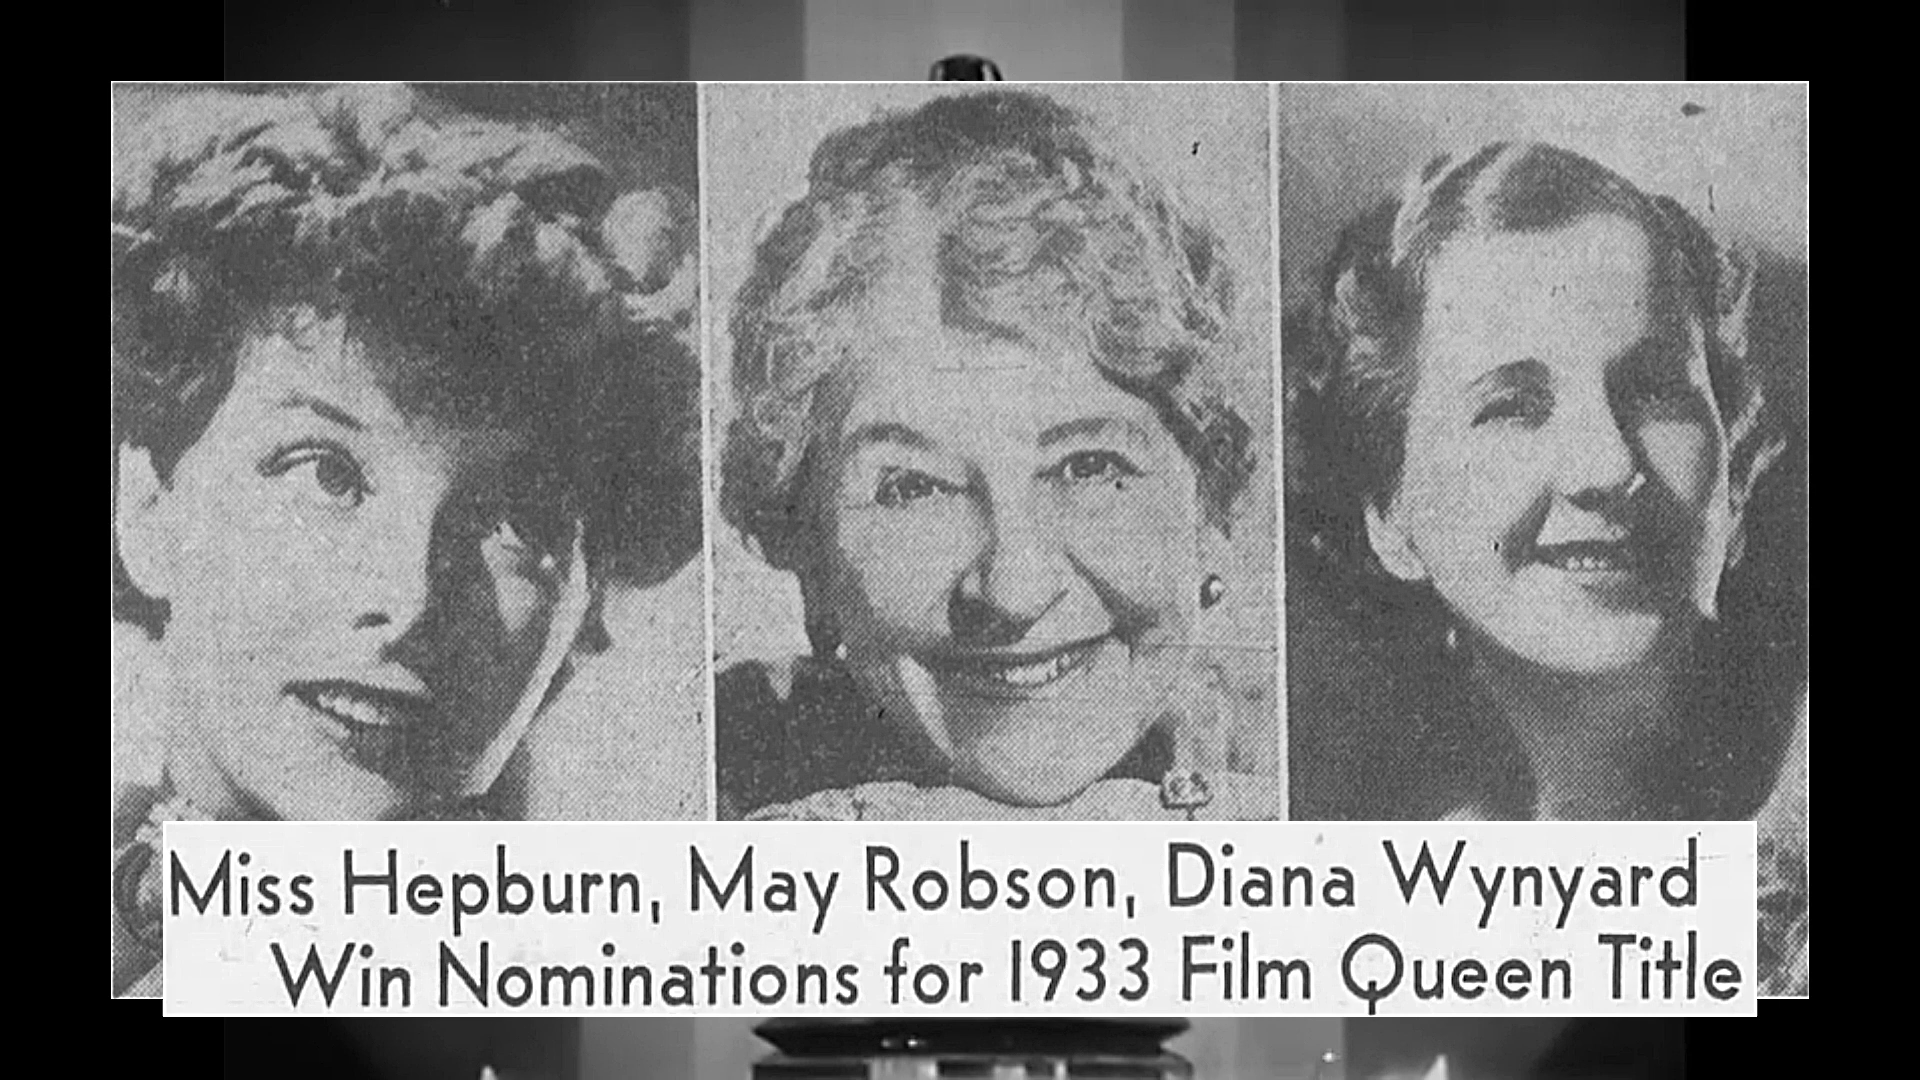 Miss Hepburn, May Robson, Diana Wynyard
Win Nominations for 1933 Film Queen Title